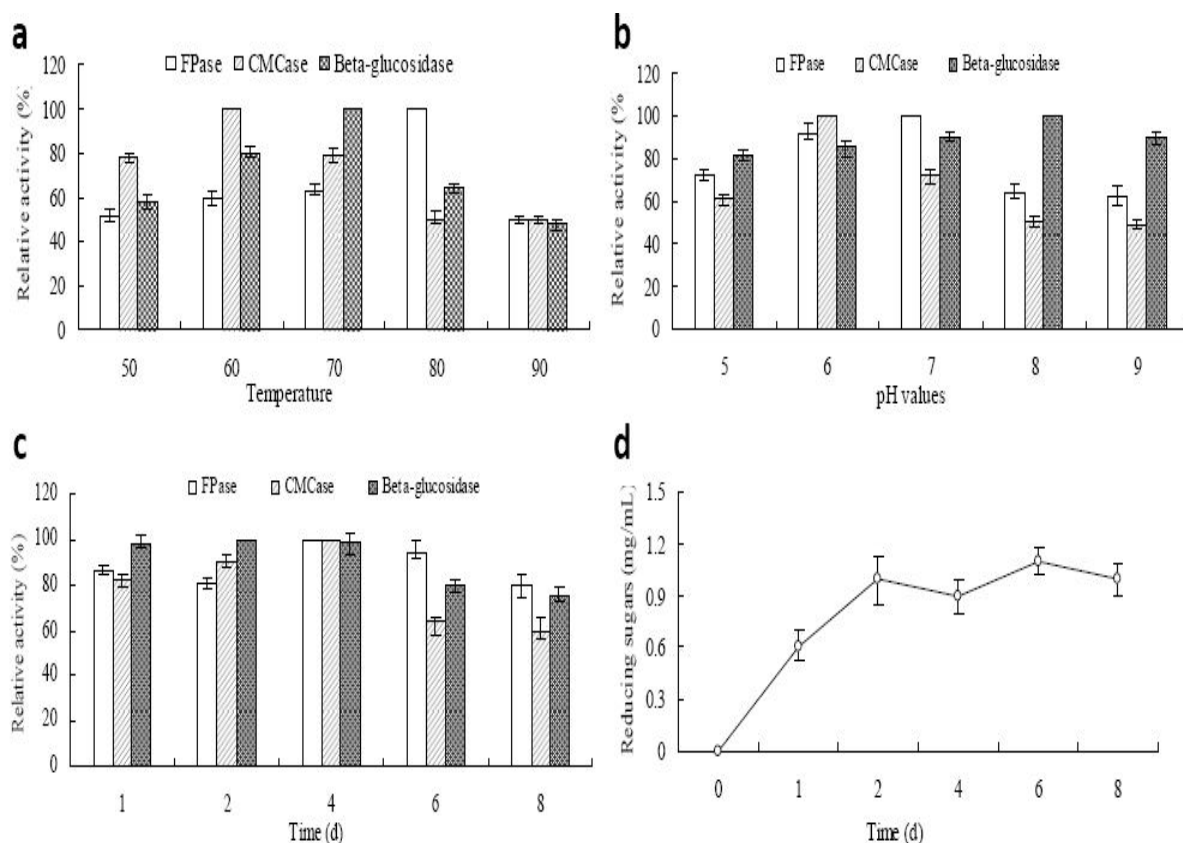 a
FPase CMCase Beta-glucosidase
Relative activity (%)
120
100
80
60
40
20
0
50 60 70 80 90
Temperature
b
FPase CMCase Beta-glucosidase
Relative activity (%
120
100
80
60
40
20
0
5 6 7 8 9
pH values
c
FPase CMCase Beta-glucosidase
Relative activity (%)
120
100
80
60
40
20
0
1 2 4 6 8
Time (d)
d
Reducing sugars (mg/mL)
1.5
1.2
0.9
0.6
0.3
0
0 1 2 4 6 8
Time (d)